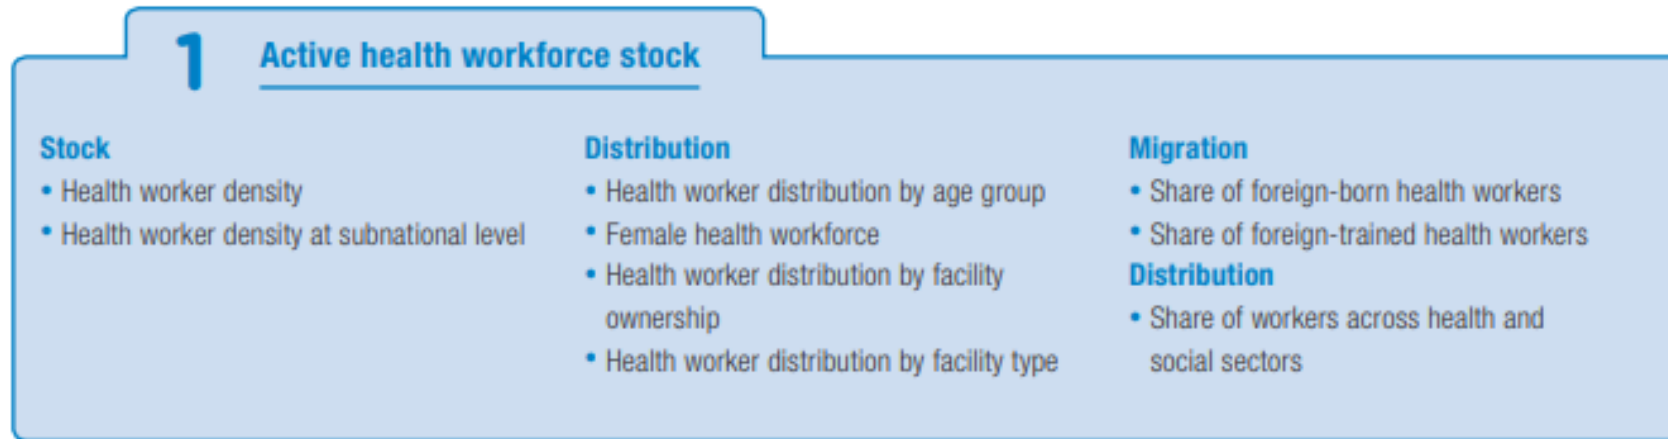 1 Active health workforce stock
Stock
• Health worker density
• Health worker density at subnational level
Distribution
• Health worker distribution by age group
• Female health workforce
• Health worker distribution by facility
ownership
• Health worker distribution by facility type
Migration
• Share of foreign-born health workers
• Share of foreign-trained health workers
Distribution
• Share of workers across health and
social sectors